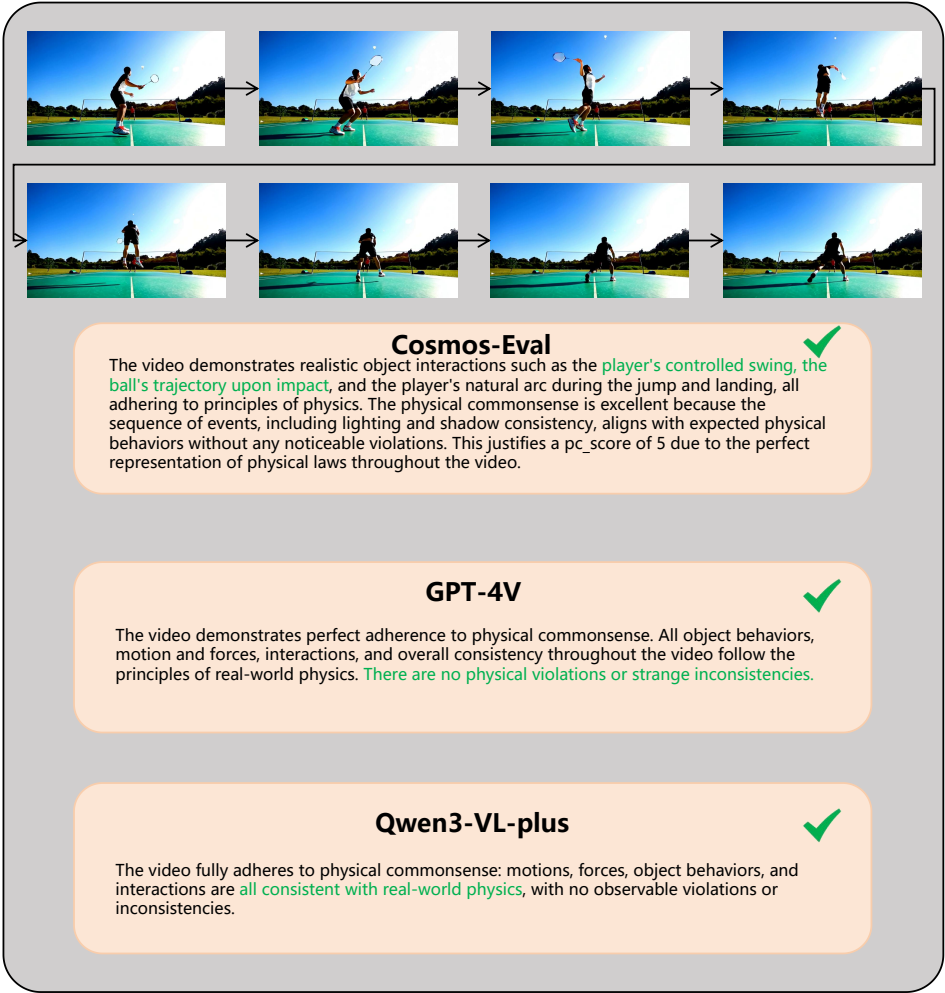 Cosmos-Eval
The video demonstrates realistic object interactions such as the player's controlled swing, the
ball's trajectory upon impact, and the player's natural arc during the jump and landing, all
adhering to principles of physics. The physical commonsense is excellent because the
sequence of events, including lighting and shadow consistency, aligns with expected physical
behaviors without any noticeable violations. This justifies a pc_score of 5 due to the perfect
representation of physical laws throughout the video.
GPT-4V
The video demonstrates perfect adherence to physical commonsense. All object behaviors,
motion and forces, interactions, and overall consistency throughout the video follow the
principles of real-world physics. There are no physical violations or strange inconsistencies.
Qwen3-VL-plus
The video fully adheres to physical commonsense: motions, forces, object behaviors, and
interactions are all consistent with real-world physics, with no observable violations or
inconsistencies.